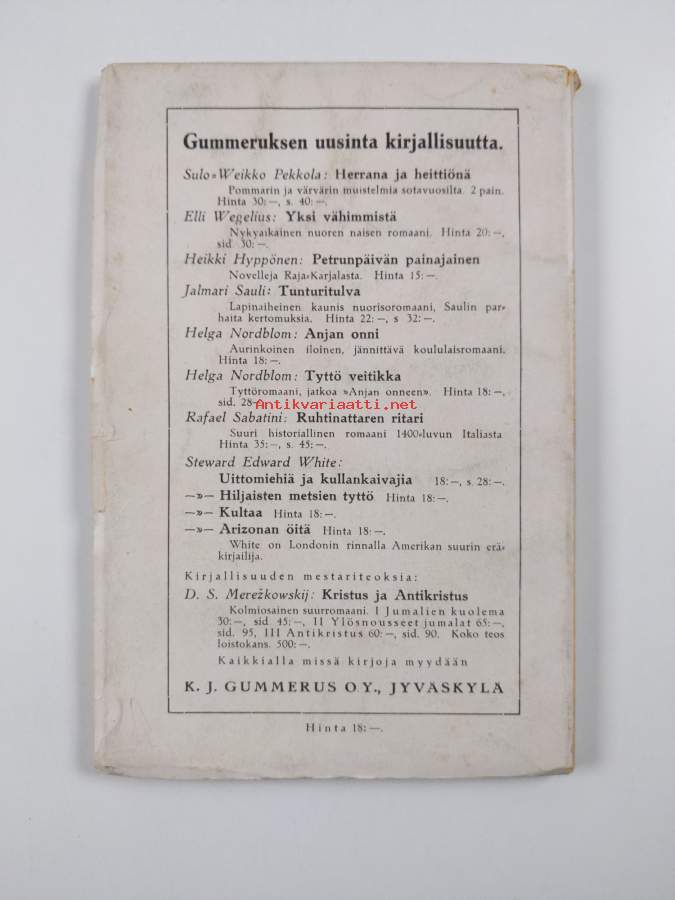 Gummeruksen uusinta kirjallisuutta.
Sulo-Weikko Pekkola: Herrana ja heittiönä
Pommarin ja värvärin muistelmia sotavuosilta. 2 pain.
Hinta 30:—, s. 40:—.
Elli Wegelius: Yksi vähimmistä
Nykyaikainen nuoren naisen romaani. Hinta 20:—,
sid 30:—.
Heikki Hyppönen: Petrunpäivän painajainen
Novelleja Raja-Karjalasta. Hinta 15:—.
Jalmari Sauli: Tunturitulva
Lapinaiheinen kaunis nuorisoromaani, Saulin par-
haita kertomuksia. Hinta 22:—, s 32:—.
Helga Nordblom: Anjan onni
Aurinkoinen iloinen, jännittävä koululaisromaani.
Hinta 18:—.
Helga Nordblom: Tyttö veitikka
Tyttöromaani, jatkoa »Anjan onneen». Hinta 18:—,
sid. 28—
Antikvariaatti.net
Rafael Sabatini: Ruhtinattaren ritari
Suuri historiallinen romaani 1400-luvun Italiasta
Hinta 35:—, s. 45:—.
Steward Edward White:
Uittomiehiä ja kullankaivajia 18:—, s. 28:—.
—»— Hiljaisten metsien tyttö Hinta 18:—.
—»— Kultaa Hinta 18:—.
—»— Arizonan öitä Hinta 18:—.
White on Londonin rinnalla Amerikan suurin erä-
kirjailija.
Kirjallisuuden mestariteoksia:
D. S. Merežkowskij: Kristus ja Antikristus
Kolmiosainen suurromaani. I Jumalien kuolema
30:—, sid 45:—, II Ylösnousseet jumalat 65:—,
sid. 95, III Antikristus 60:—, sid. 90. Koko teos
loistokans. 500:—.
Kaikkialla missä kirjoja myydään
K. J. GUMMERUS O.Y., JYVÄSKYLÄ
Hinta 18:—.